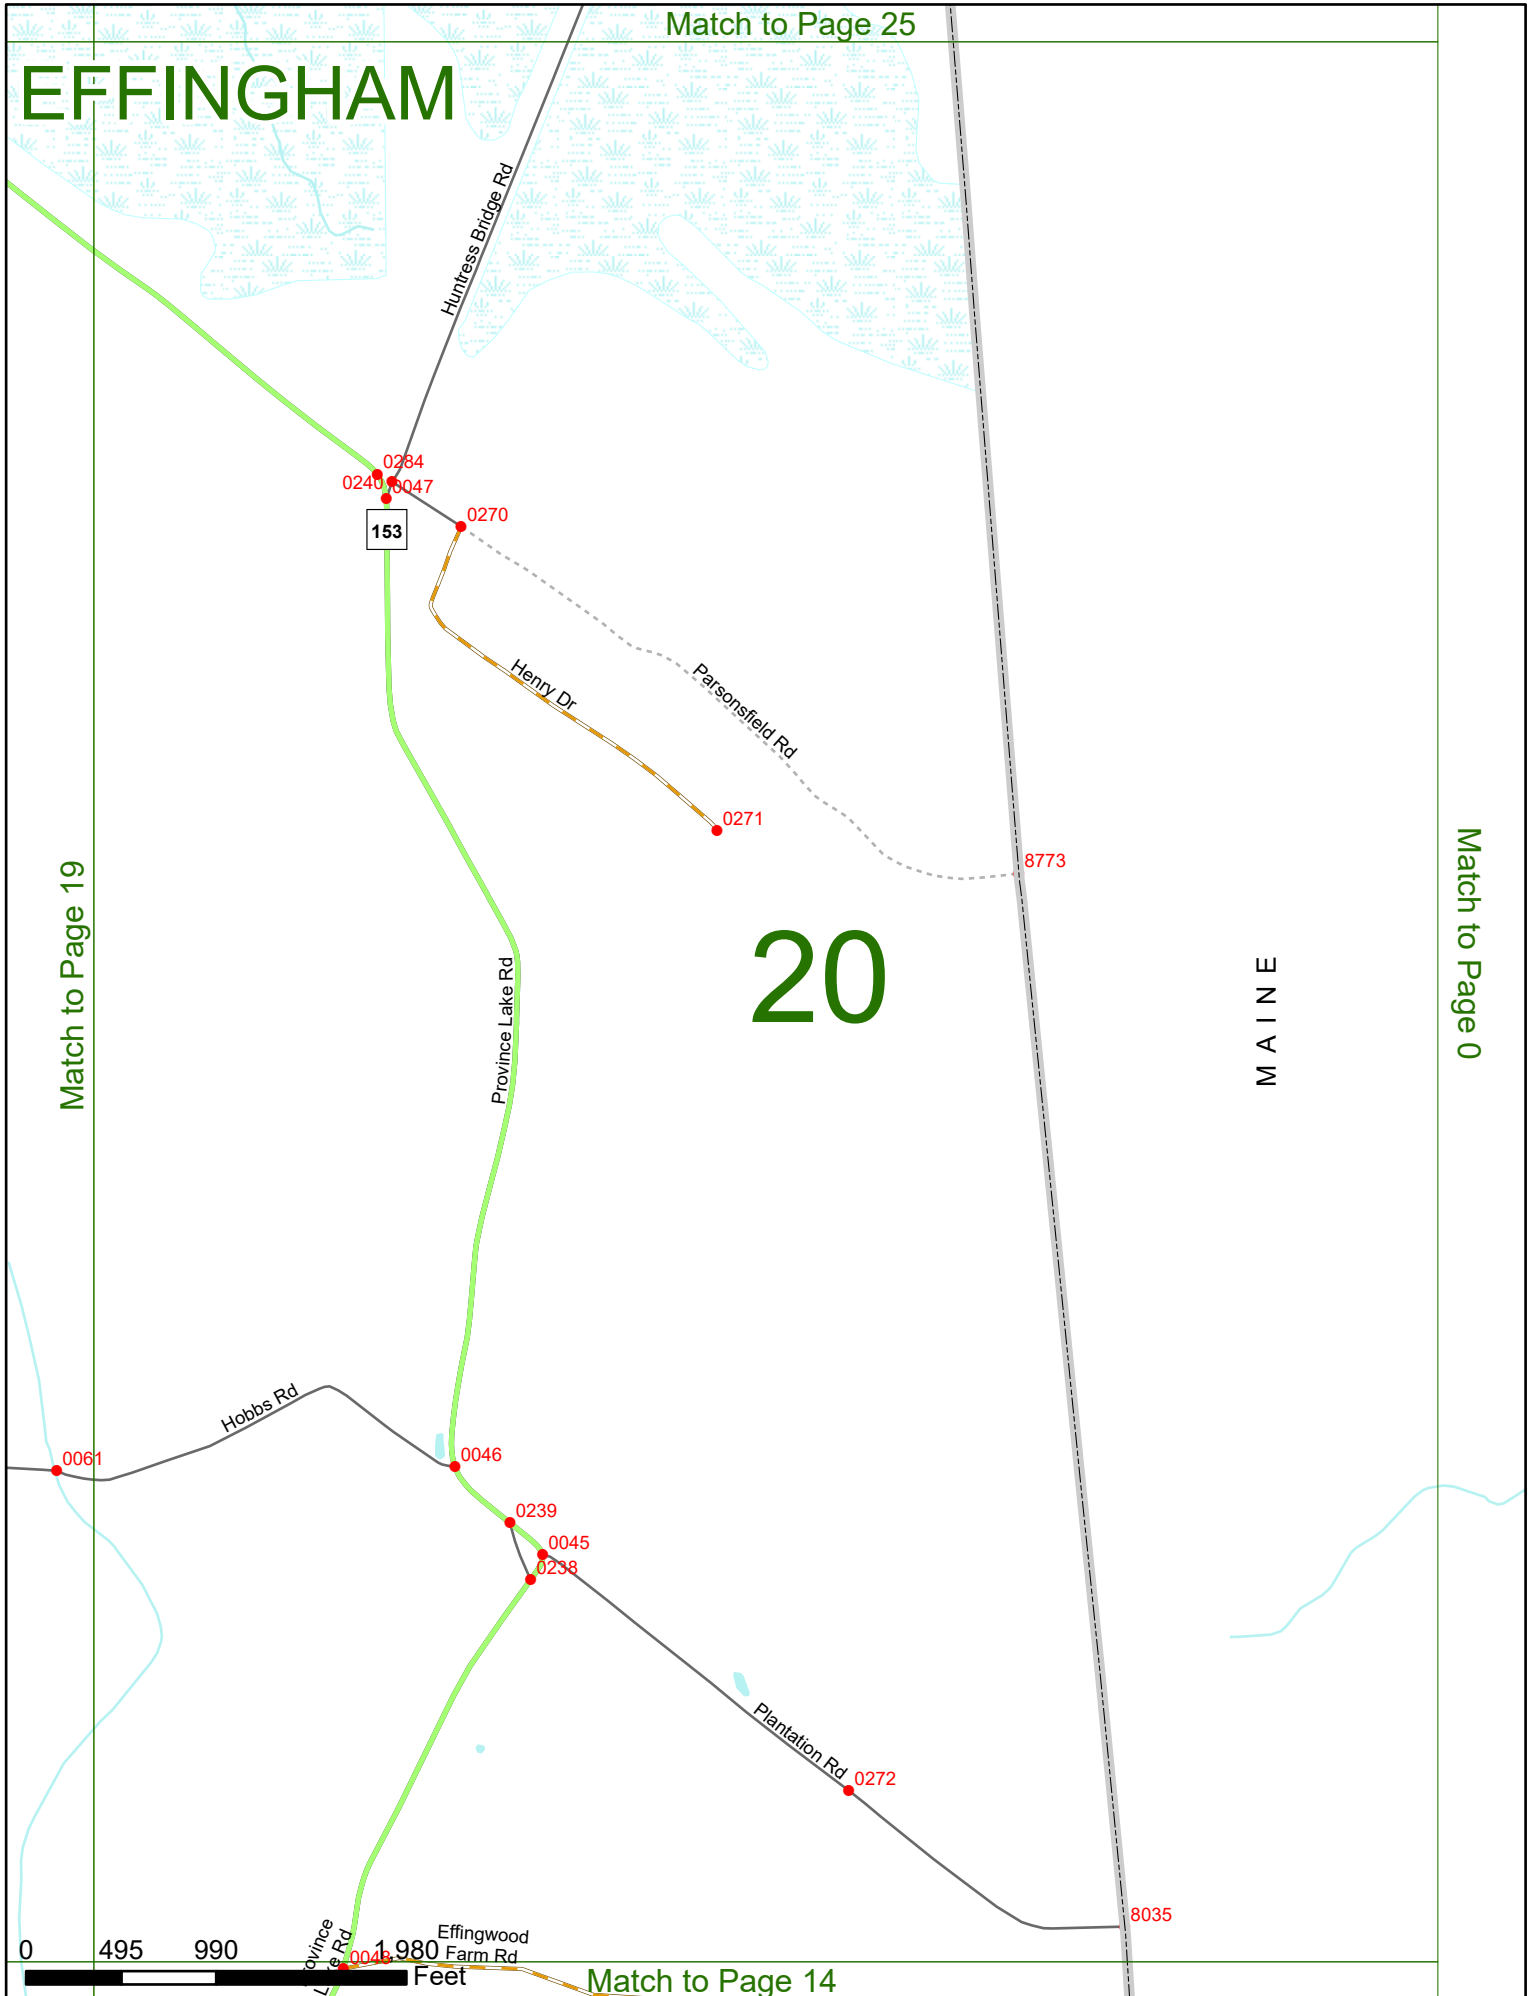 Match to Page 25
EFFINGHAM
Huntress Bridge Rd
0284
0240
0047
0270
153
Henry Dr
Parsonsfield Rd
0271
8773
Match to Page 19
Match to Page 0
20
MAINE
Province Lake Rd
Hobbs Rd
0061
0046
0239
0045
0238
Plantation Rd
0272
8035
Effingwood
Farm Rd
0048
0 495 990 1,980
Feet
Match to Page 14